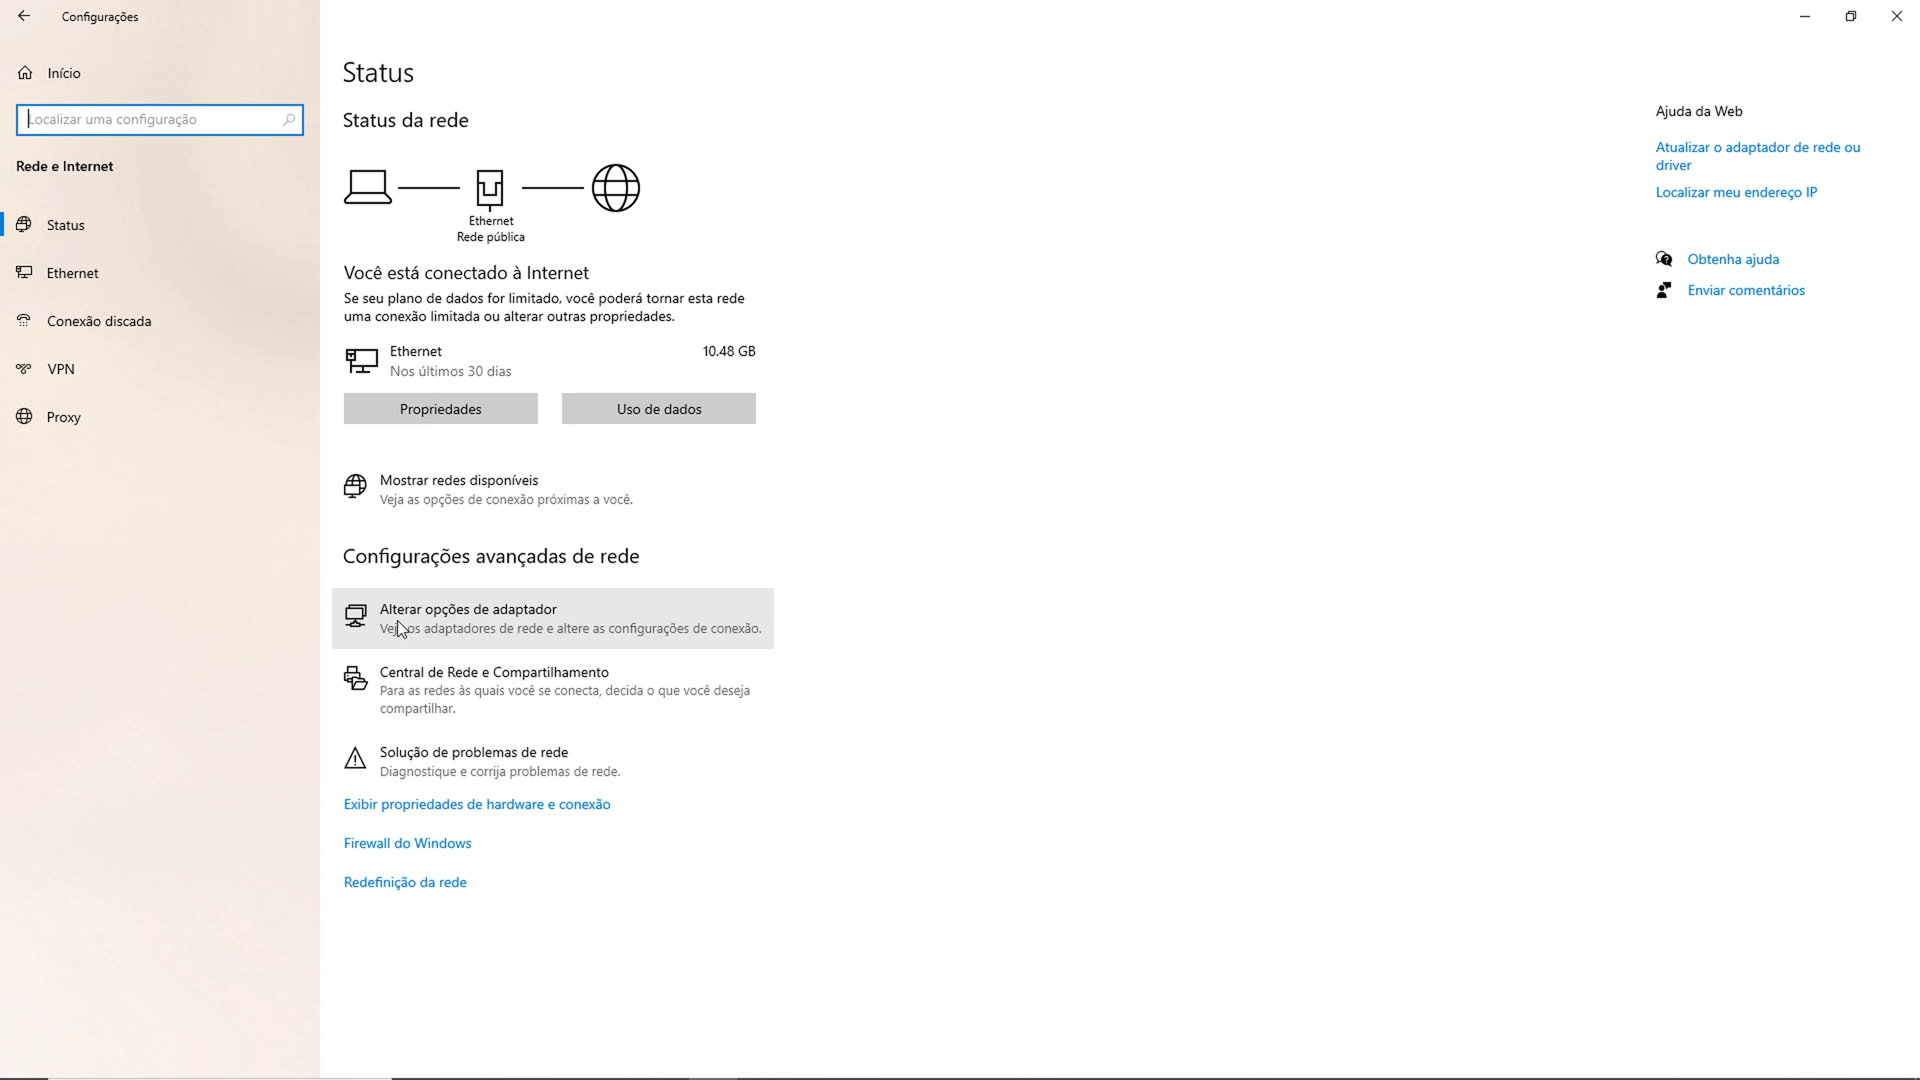 Configurações
Início
Localizar uma configuração
Rede e Internet
Status
Ethernet
Conexão discada
VPN
Proxy
Status
Status da rede
Ethernet
Rede pública
Você está conectado à Internet
Se seu plano de dados for limitado, você poderá tornar esta rede
uma conexão limitada ou alterar outras propriedades.
Ethernet
10.48 GB
Nos últimos 30 dias
Propriedades
Uso de dados
Mostrar redes disponíveis
Veja as opções de conexão próximas a você.
Configurações avançadas de rede
Alterar opções de adaptador
Veja os adaptadores de rede e altere as configurações de conexão.
Central de Rede e Compartilhamento
Para as redes às quais você se conecta, decida o que você deseja
compartilhar.
Solução de problemas de rede
Diagnostique e corrija problemas de rede.
Exibir propriedades de hardware e conexão
Firewall do Windows
Redefinição da rede
Ajuda da Web
Atualizar o adaptador de rede ou
driver
Localizar meu endereço IP
Obtenha ajuda
Enviar comentários